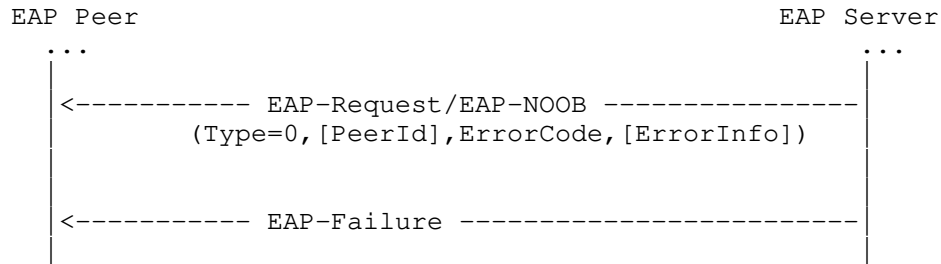 EAP Peer EAP Server
... ...
<----------- EAP-Request/EAP-NOOB ----------------|
(Type=0,[PeerId],ErrorCode,[ErrorInfo])
<----------- EAP-Failure -------------------------|